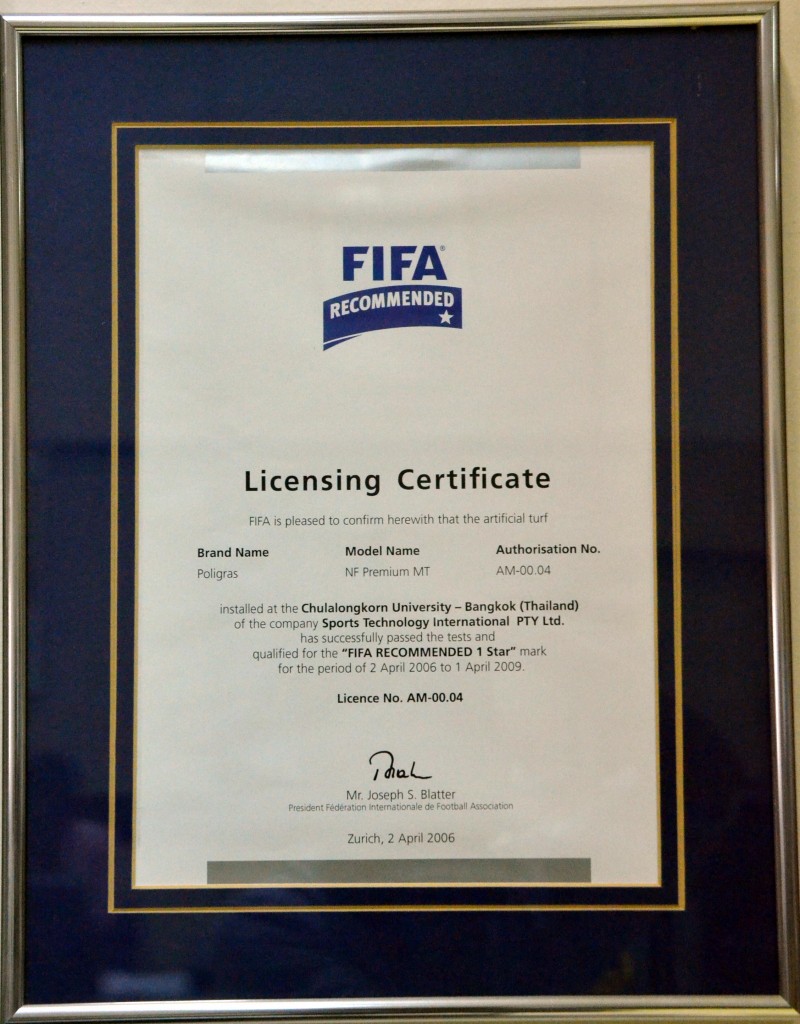 FIFA®
RECOMMENDED
Licensing Certificate
FIFA is pleased to confirm herewith that the artificial turf
Brand Name Model Name Authorisation No.
Poligras NF Premium MT AM-00.04
installed at the Chulalongkorn University – Bangkok (Thailand)
of the company Sports Technology International PTY Ltd.
has successfully passed the tests and
qualified for the “FIFA RECOMMENDED 1 Star” mark
for the period of 2 April 2006 to 1 April 2009.
Licence No. AM-00.04
Mr. Joseph S. Blatter
President Fédération Internationale de Football Association
Zurich, 2 April 2006